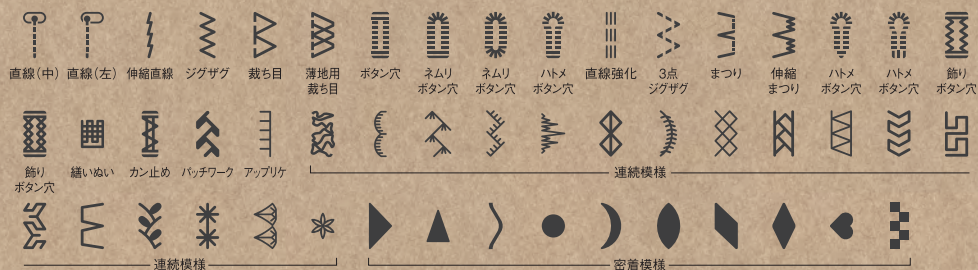 直線(中) 直線(左) 伸縮直線 ジグザグ 裁ち目 薄地用 ボタン穴 ネムリ ネムリ ハトメ 直線強化 3点 まつり 伸縮 ハトメ ハトメ 飾り
裁ち目 ボタン穴 ボタン穴 ボタン穴 ジグザグ まつり ボタン穴 ボタン穴 ボタン穴
飾り 繕いぬい カン止め パッチワーク アップリケ 連続模様
ボタン穴
連続模様 密着模様